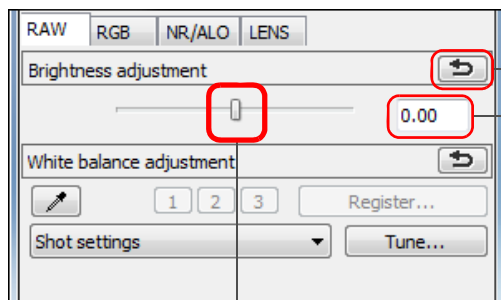 RAW RGB NR/ALO LENS
Brightness adjustment
0.00
White balance adjustment
1 2 3 Register...
Shot settings Tune...